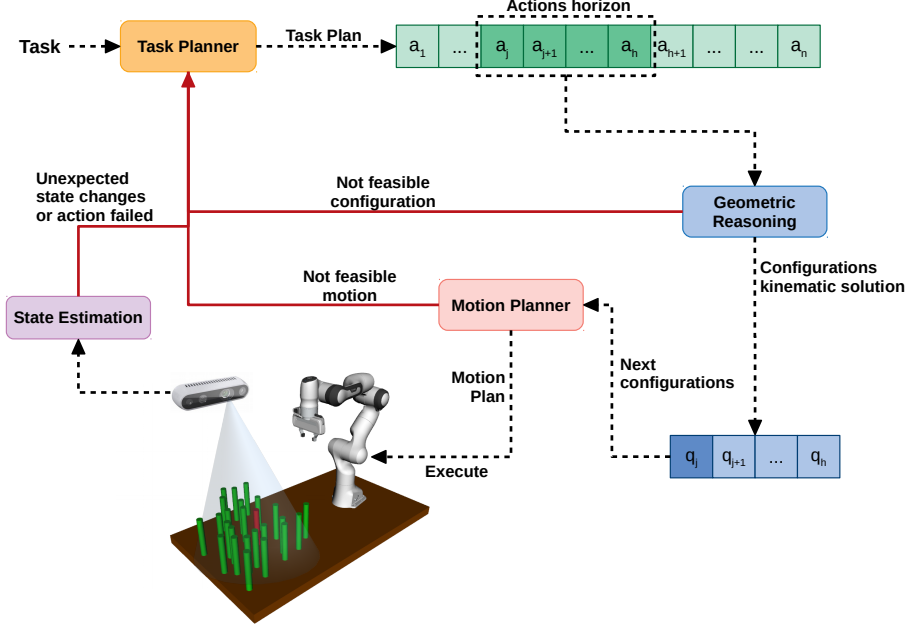 Actions horizon
Task
Task Planner
Task Plan
a1 ... aj aj+1 ... ah ah+1 ... ... an
Unexpected
state changes
or action failed
Not feasible
configuration
Geometric
Reasoning
Configurations
kinematic solution
Not feasible
motion
State Estimation
Motion Planner
Motion
Plan
Next
configurations
Execute
qj qj+1 ... qh